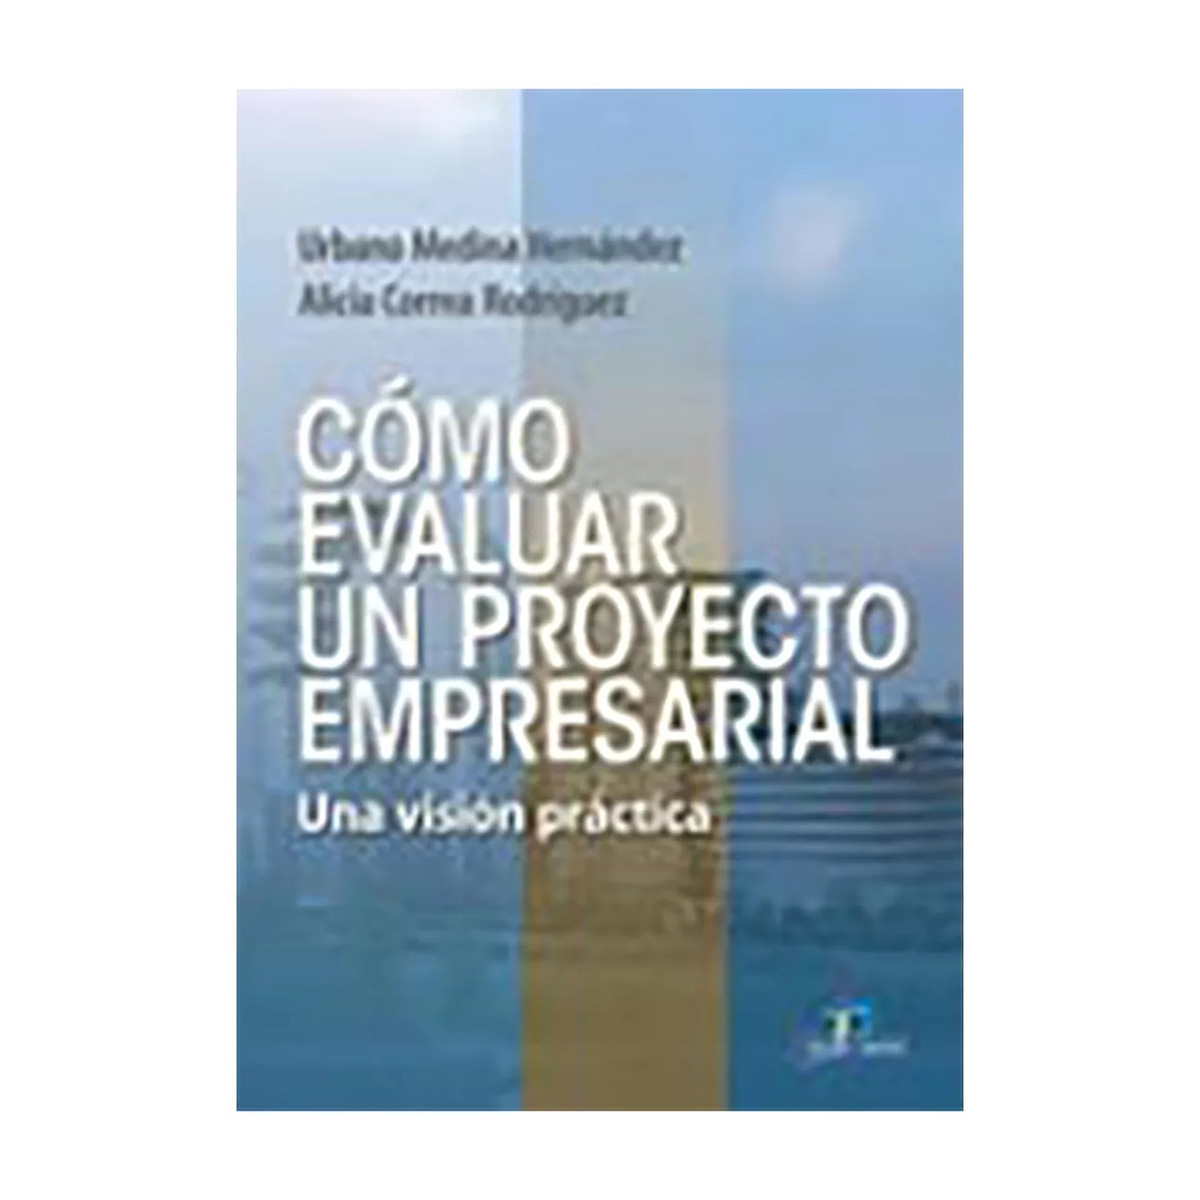 Urbano Medina Hernández
Alicia Correa Rodríguez
CÓMO
EVALUAR
UN PROYECTO
EMPRESARIAL
Una visión práctica